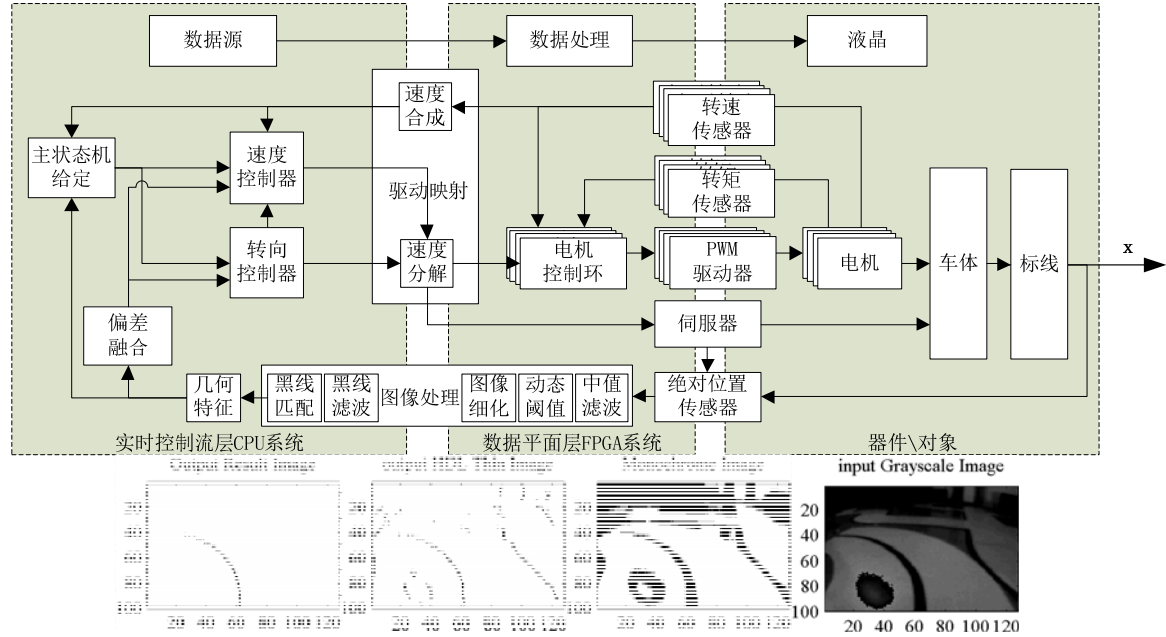 数据源
数据处理
液晶
速度
合成
转速
传感器
主状态机
给定
速度
控制器
驱动映射
转矩
传感器
转向
控制器
速度
分解
电机
控制环
PWM
驱动器
电机
车体
标线
x
偏差
融合
伺服器
几何
特征
黑线
匹配
黑线
滤波
图像处理
图像
细化
动态
阈值
中值
滤波
绝对位置
传感器
实时控制流层CPU系统
数据平面层FPGA系统
器件\对象
input Grayscale Image
20
40
60
80
100
20 40 60 80 100 120